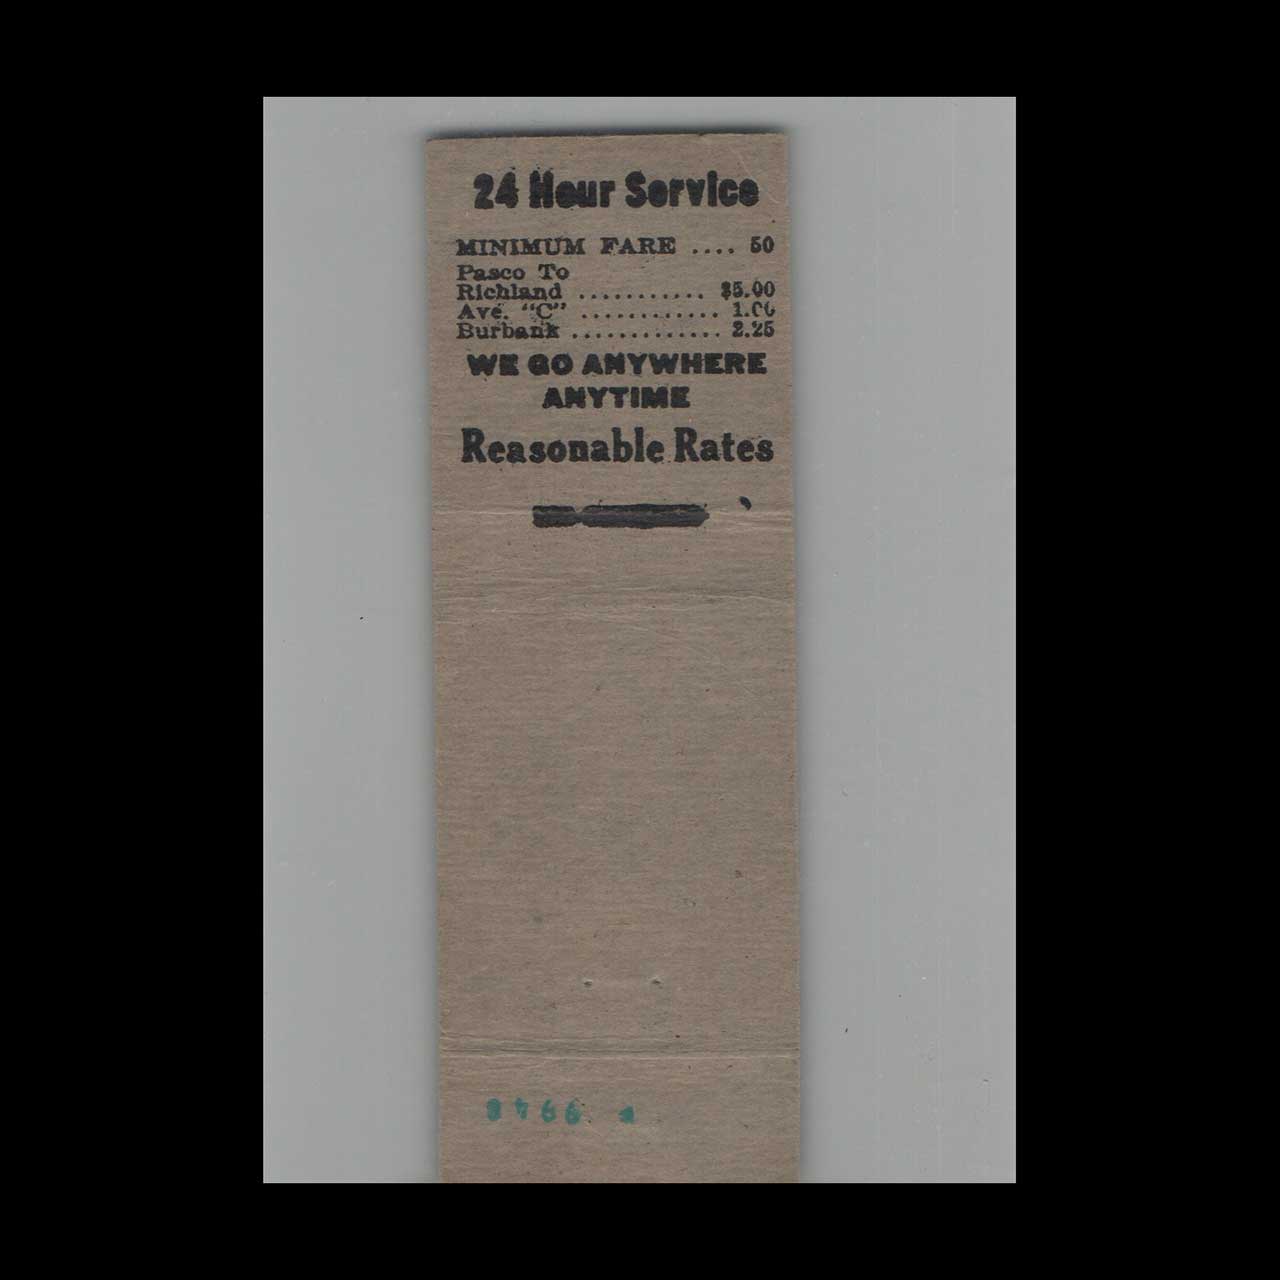 24 Hour Service
MINIMUM FARE .... 50
Pasco To
Richland ........... $5.00
Ave. "C" ............ 1.00
Burbank ............. 2.25
WE GO ANYWHERE
ANYTIME
Reasonable Rates